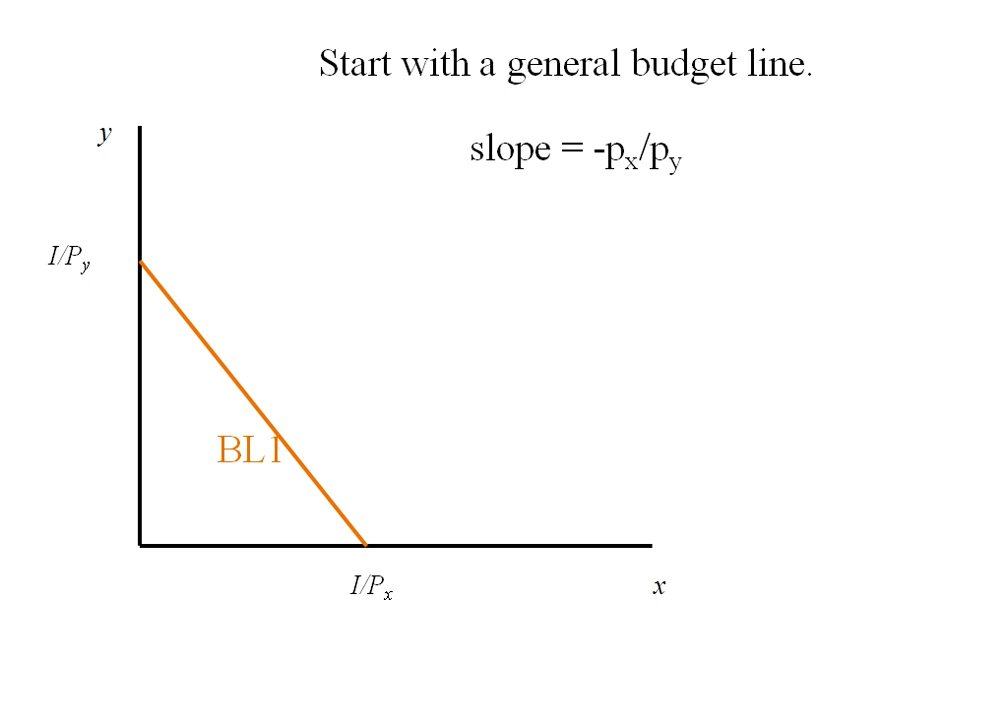 Start with a general budget line.
slope = -px/py
y
I/Py
BL1
I/Px
x